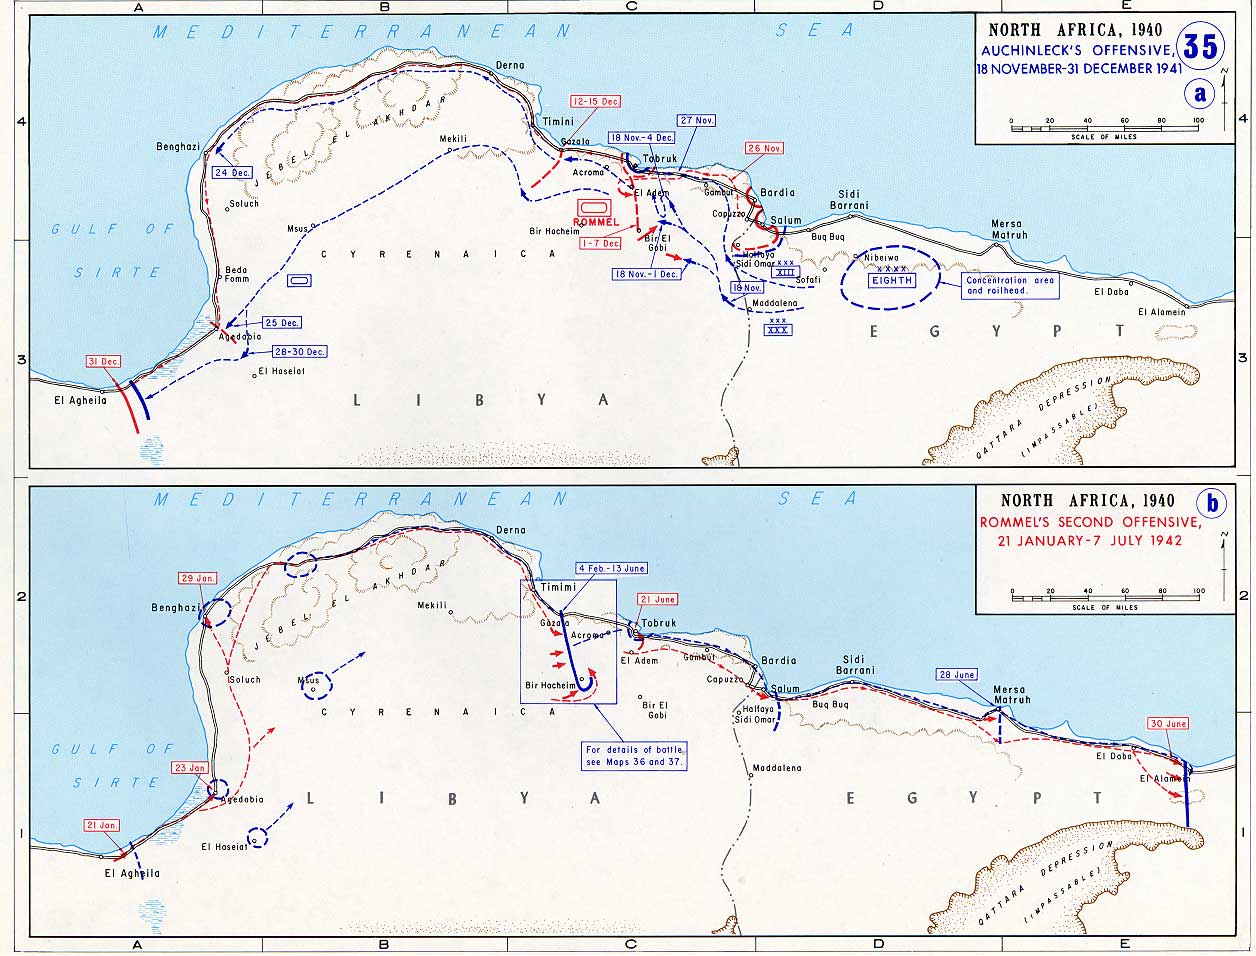 A
B
C
D
E
MEDITERRANEAN SEA
NORTH AFRICA, 1940
AUCHINLECK'S OFFENSIVE,
18 NOVEMBER-31 DECEMBER 1941
35
a
N
0 20 40 60 80 100
SCALE OF MILES
4
4
Derna
12-15 Dec.
Timini
27 Nov.
18 Nov.-4 Dec.
JEBEL EL AKHDAR
Mekili
Gazala
Benghazi
Tobruk
26 Nov.
24 Dec.
Acroma
El Adem
Gambut
Bardia
Sidi
Barrani
Soluch
ROMMEL
Capuzzo
Salum
Mersa
Matruh
GULF OF
SIRTE
Msus
Bir Hacheim
Buq Buq
1-7 Dec.
Bir El
Gobi
CYRENAICA
Halfaya
Sidi Omar
XXX
XIII
Nibeiwa
XXXX
EIGHTH
Concentration area
and railhead.
Beda
Fomm
18 Nov.-1 Dec.
Sofafi
18 Nov.
Maddalena
El Daba
El Alamein
25 Dec.
Agedabia
XXX
XXX
EGYPT
28-30 Dec.
31 Dec.
3
3
El Haseiat
El Agheila
LIBYA
QATTARA DEPRESSION
(IMPASSABLE)
MEDITERRANEAN SEA
NORTH AFRICA, 1940
ROMMEL'S SECOND OFFENSIVE,
21 JANUARY-7 JULY 1942
b
N
0 20 40 60 80 100
SCALE OF MILES
2
2
Derna
4 Feb.-13 June
29 Jan.
Timimi
JEBEL EL AKHDAR
Benghazi
Mekili
21 June
Gazala
Acroma
Tobruk
El Adem
Gambut
Bardia
Sidi
Barrani
Soluch
Msus
Bir Hacheim
Capuzzo
Salum
28 June
Mersa
Matruh
Buq Buq
Bir El
Gobi
Halfaya
Sidi Omar
CYRENAICA
30 June
GULF OF
SIRTE
For details of battle,
see Maps 36 and 37.
El Daba
23 Jan
Maddalena
El Alamein
Agedabia
LIBYA
EGYPT
21 Jan.
1
1
El Haseiat
El Agheila
QATTARA DEPRESSION
(IMPASSABLE)
A
B
C
D
E